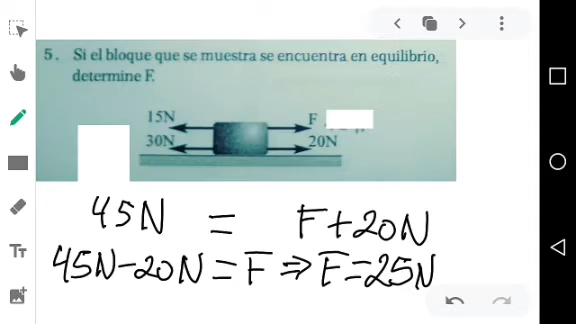 5. Si el bloque que se muestra se encuentra en equilibrio,
determine F.
15N F
30N 20N
45N = F+20N
45N-20N=F⇒F=25N
Tт